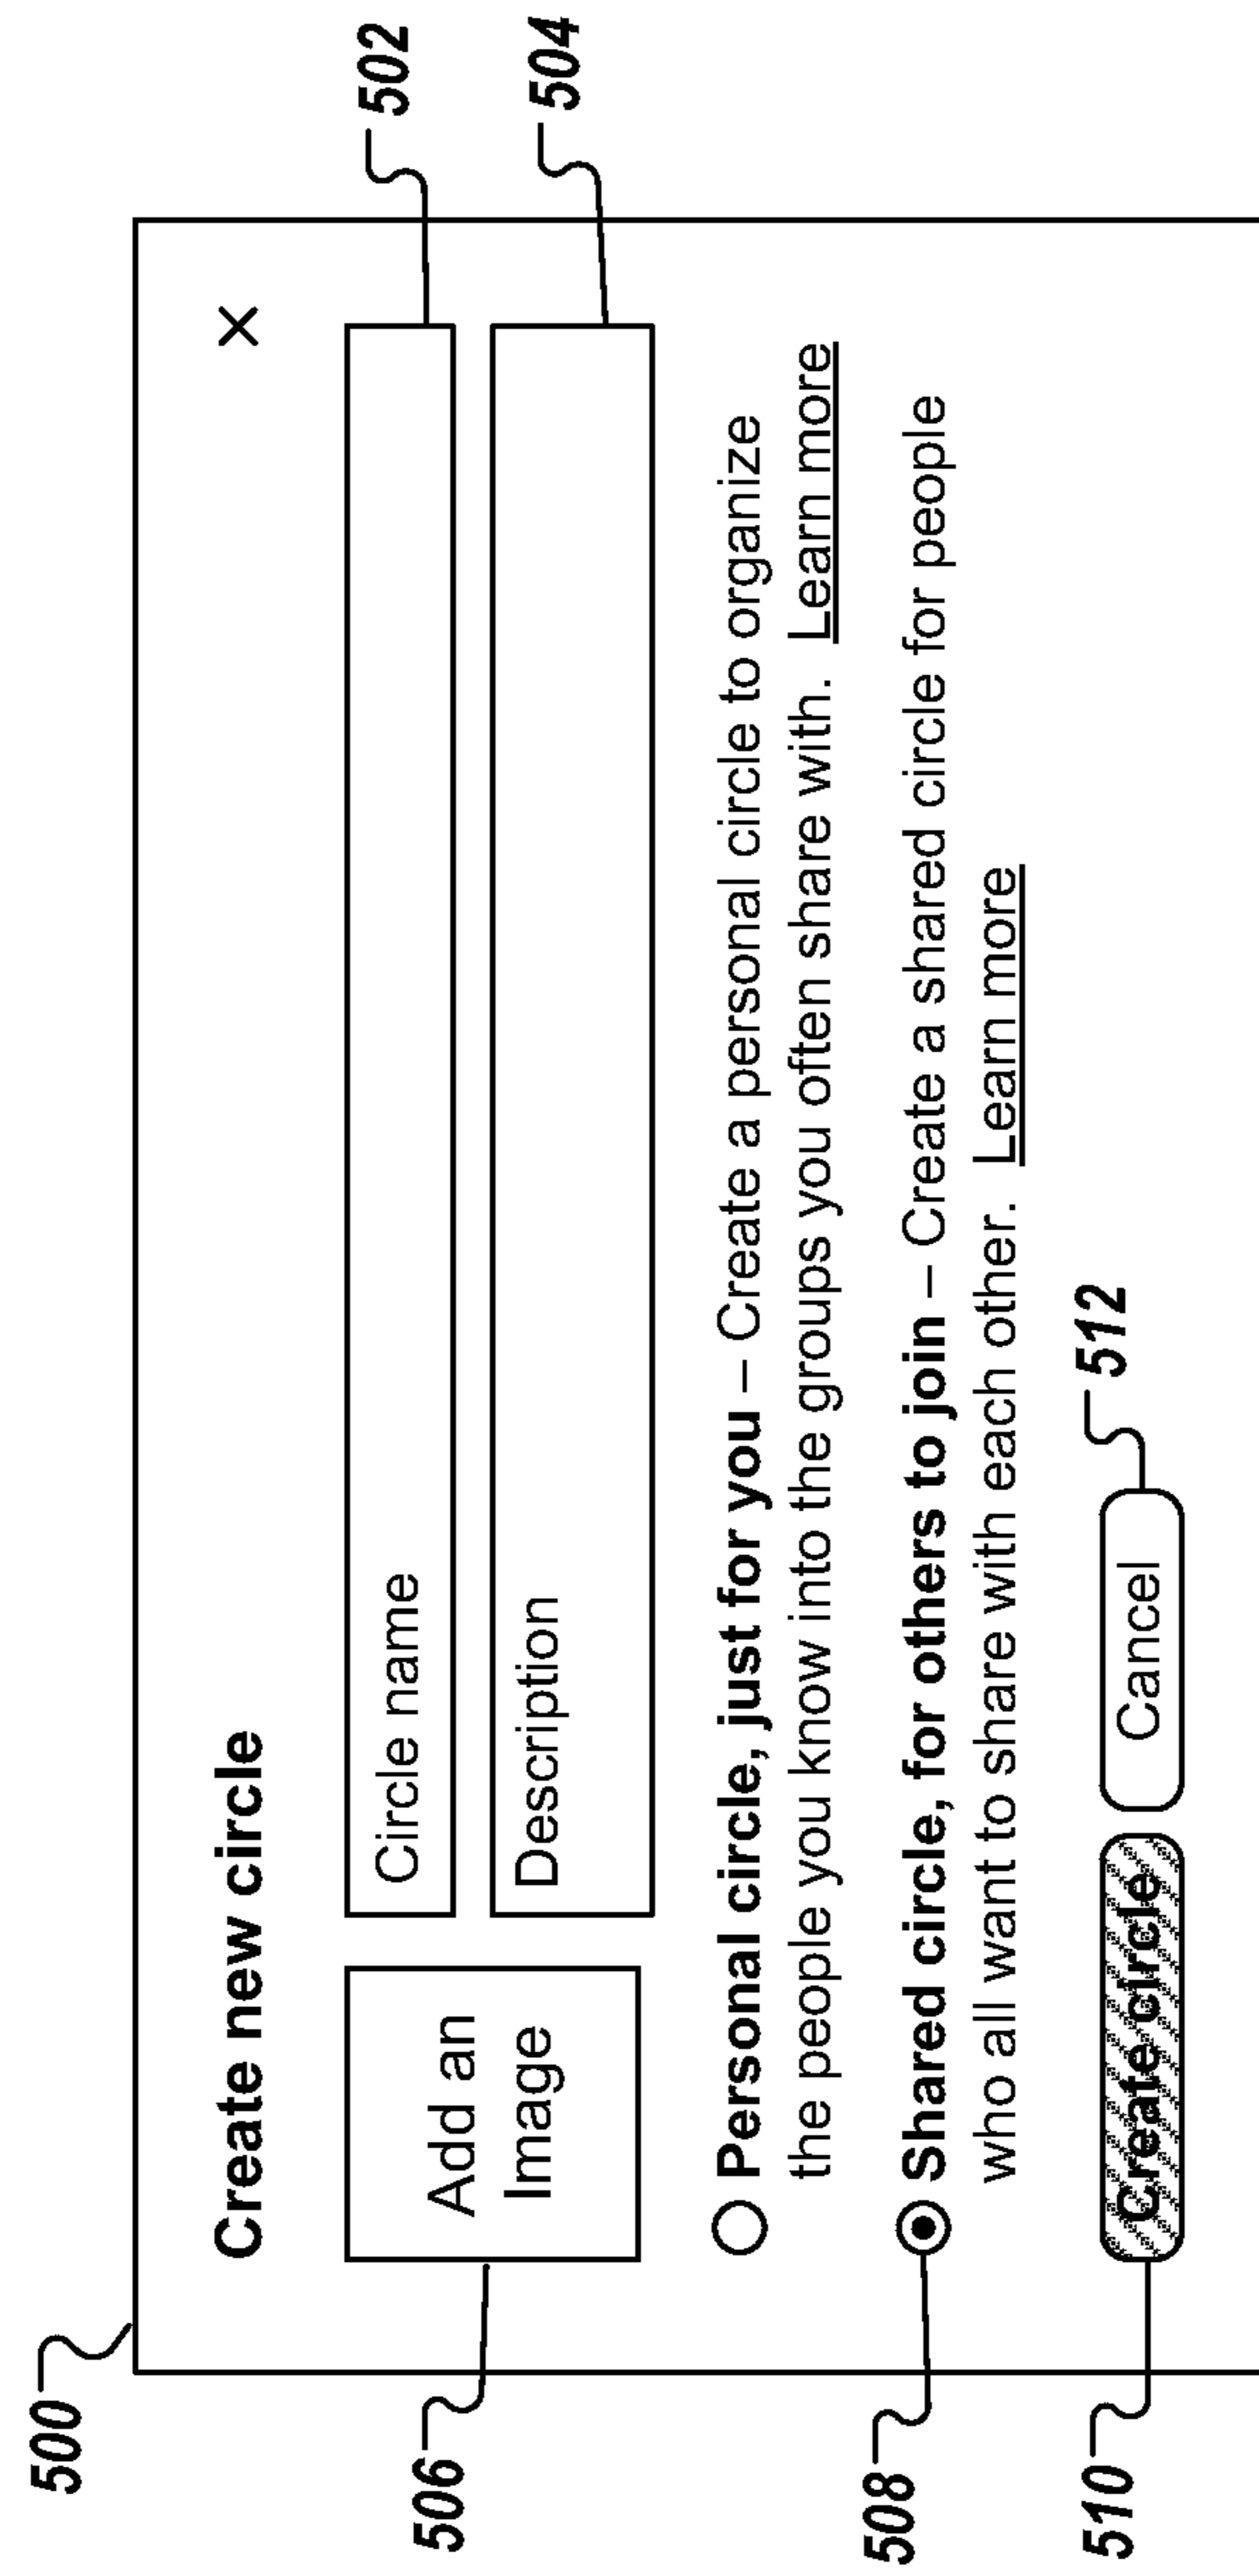 500
Create new circle
×
502
Circle name
504
Description
506
Add an
Image
Personal circle, just for you – Create a personal circle to organize
the people you know into the groups you often share with. Learn more
508
Shared circle, for others to join – Create a shared circle for people
who all want to share with each other. Learn more
510
Create circle
Cancel
512